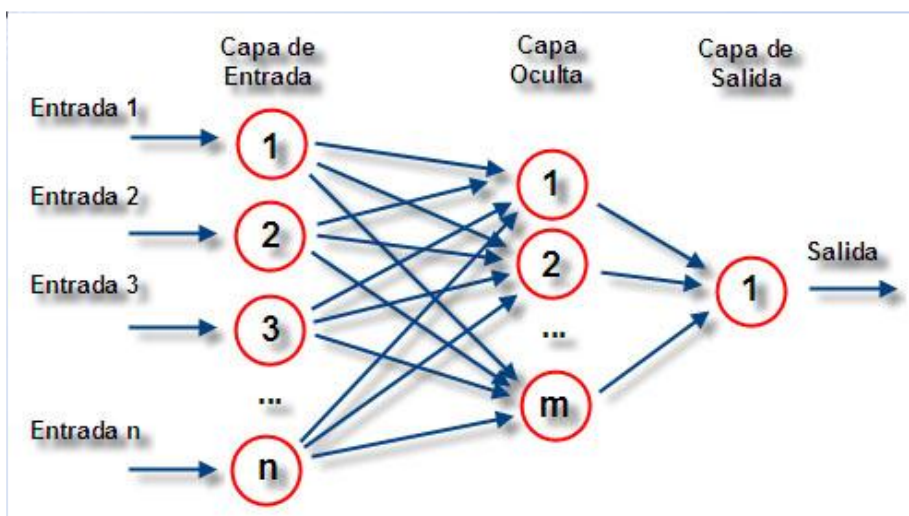 Capa de
Entrada
Capa
Oculta
Capa de
Salida
Entrada 1
1
1
Entrada 2
2
2
Entrada 3
3
1
Salida
...
...
m
Entrada n
n